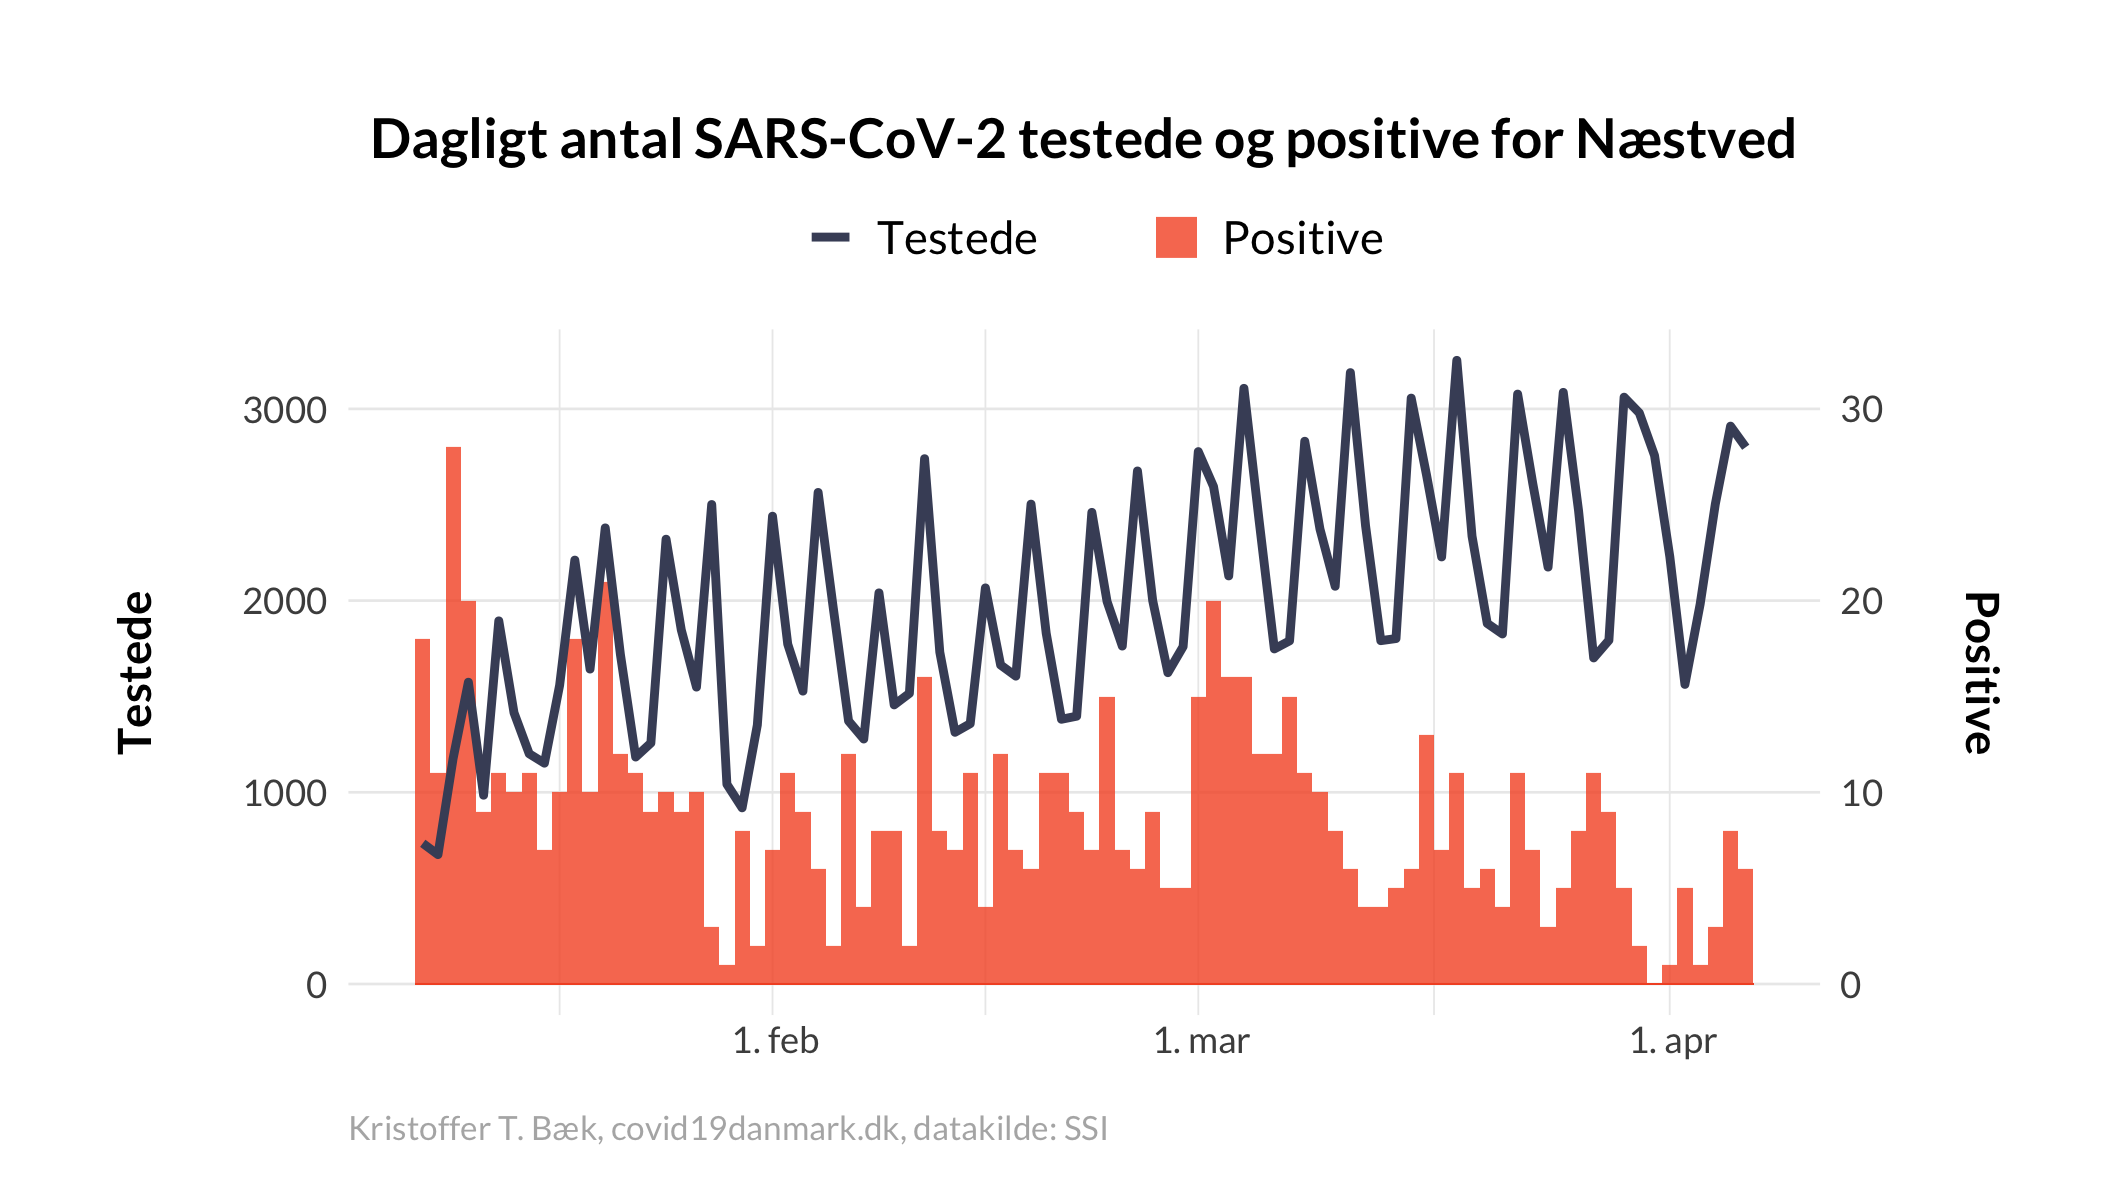 Dagligt antal SARS-CoV-2 testede og positive for Næstved
Testede
Positive
3000
2000
1000
0
Testede
30
20
10
0
Positive
1. feb
1. mar
1. apr
Kristoffer T. Bæk, covid19danmark.dk, datakilde: SSI